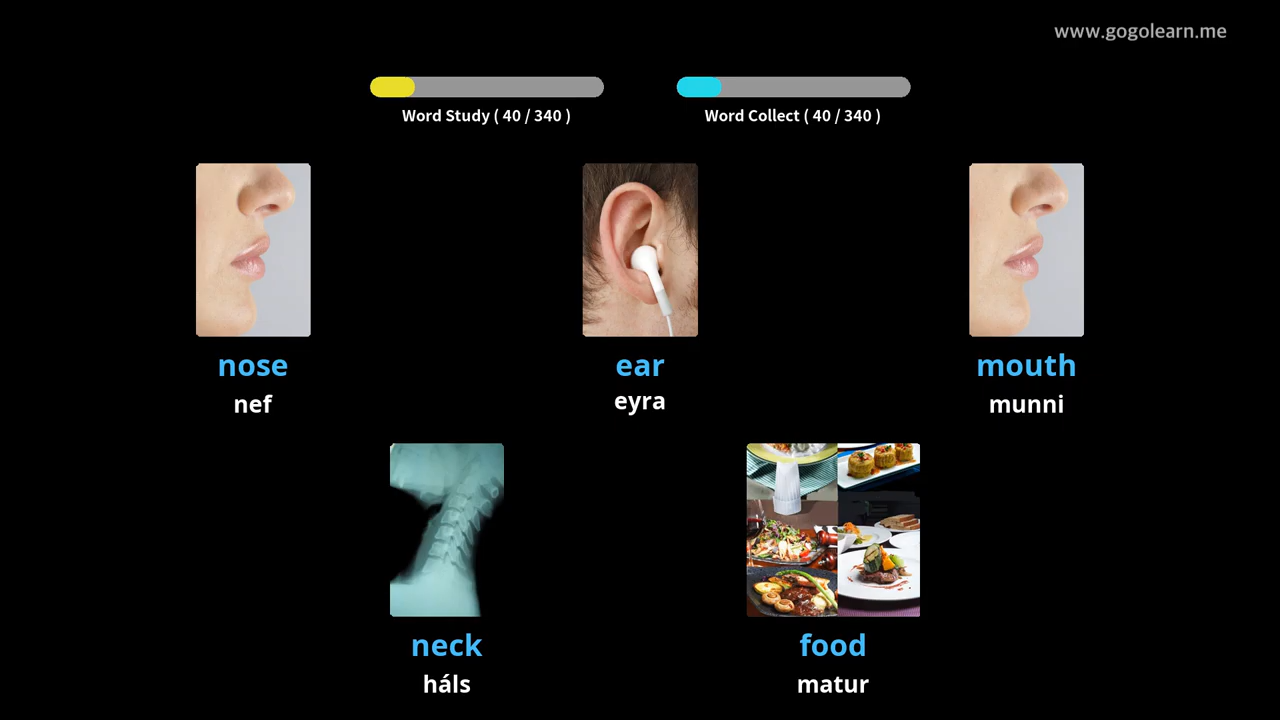 www.gogolearn.me
Word Study ( 40 / 340 )
Word Collect ( 40 / 340 )
nose
nef
ear
eyra
mouth
munni
neck
háls
food
matur